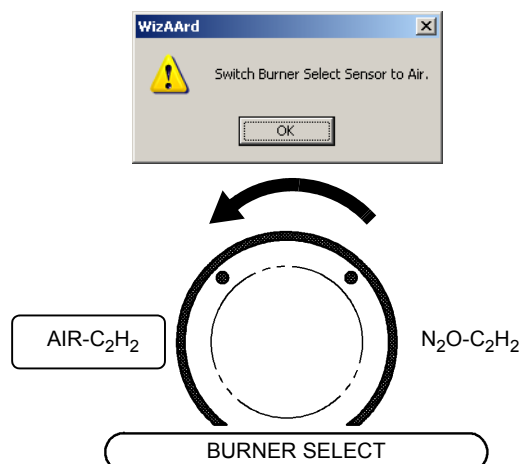 WizAArd
Switch Burner Select Sensor to Air.
OK
AIR-C₂H₂
N₂O-C₂H₂
BURNER SELECT